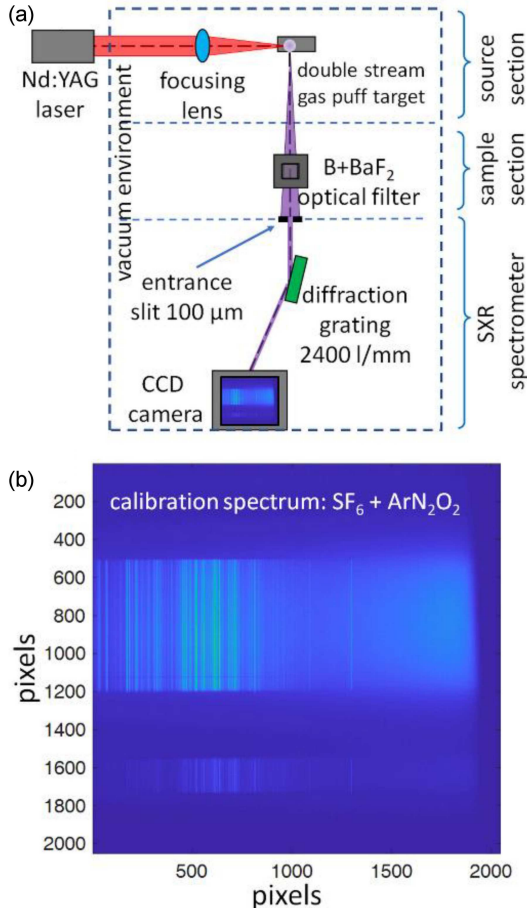 (a)
Nd:YAG
laser
focusing
lens
double stream
gas puff target
source
section
vacuum environment
B+BaF₂
optical filter
sample
section
entrance
slit 100 µm
diffraction
grating
2400 l/mm
SXR
spectrometer
CCD
camera
(b)
calibration spectrum: SF₆ + ArN₂O₂
pixels
200
400
600
800
1000
1200
1400
1600
1800
2000
500
1000
1500
2000
pixels